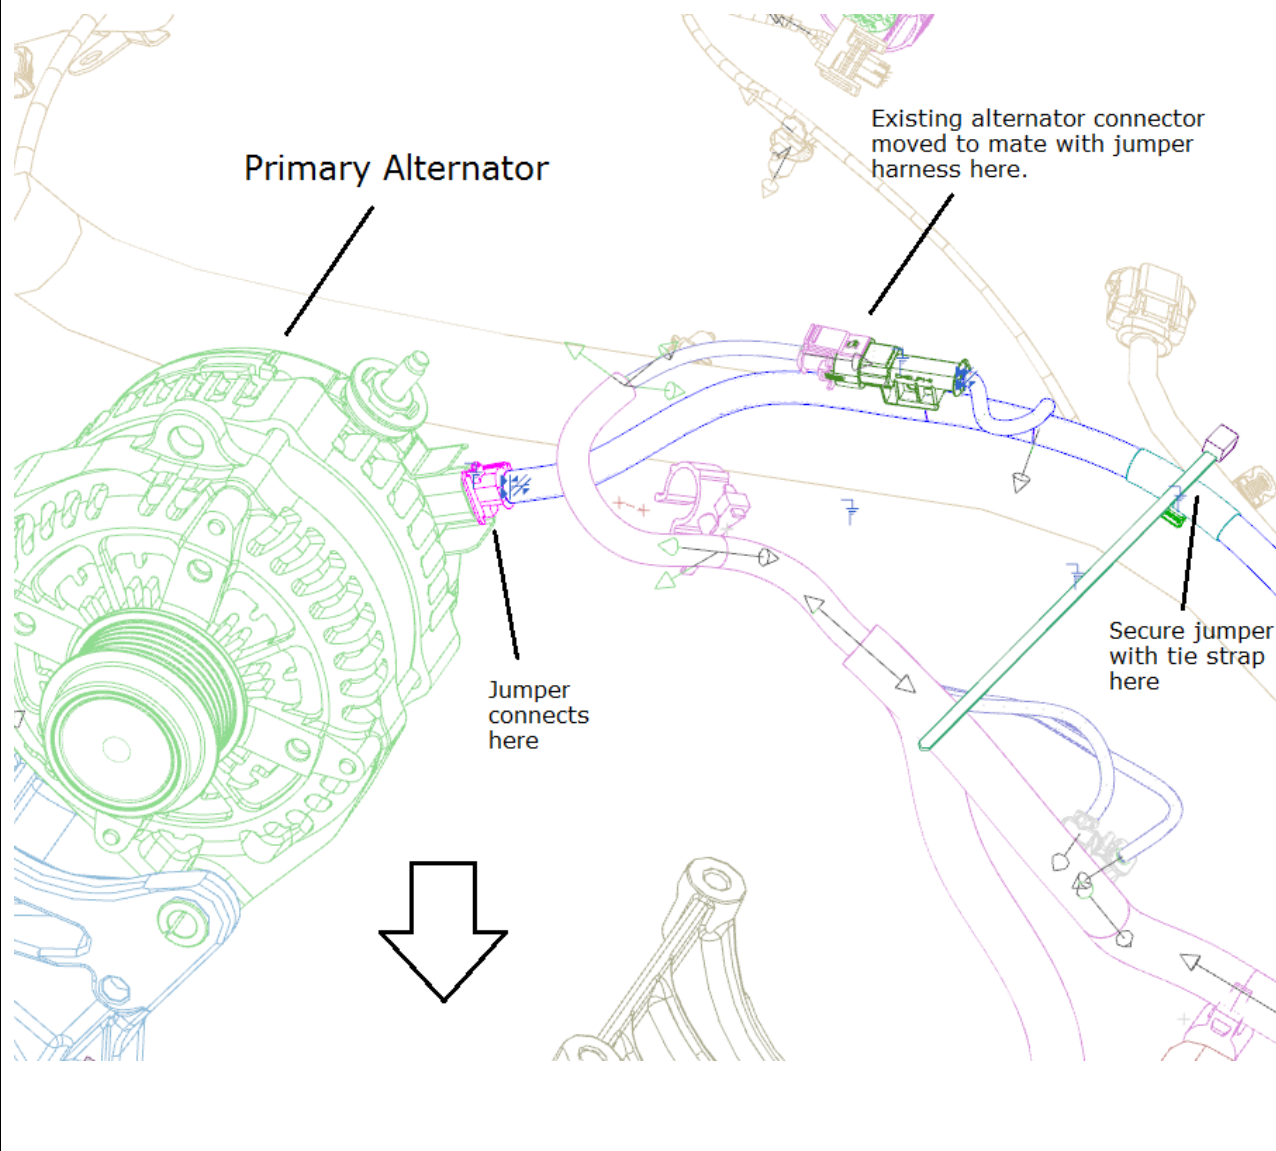 Existing alternator connector
moved to mate with jumper
harness here.
Primary Alternator
Secure jumper
with tie strap
here
Jumper
connects
here